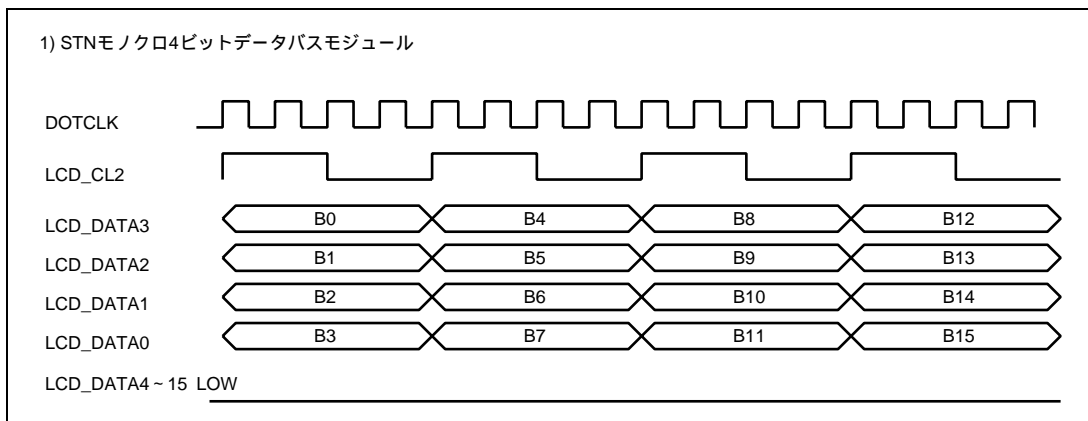 1) STNモノクロ4ビットデータバスモジュール
DOTCLK
LCD_CL2
LCD_DATA3 B0 B4 B8 B12
LCD_DATA2 B1 B5 B9 B13
LCD_DATA1 B2 B6 B10 B14
LCD_DATA0 B3 B7 B11 B15
LCD_DATA4~15 LOW